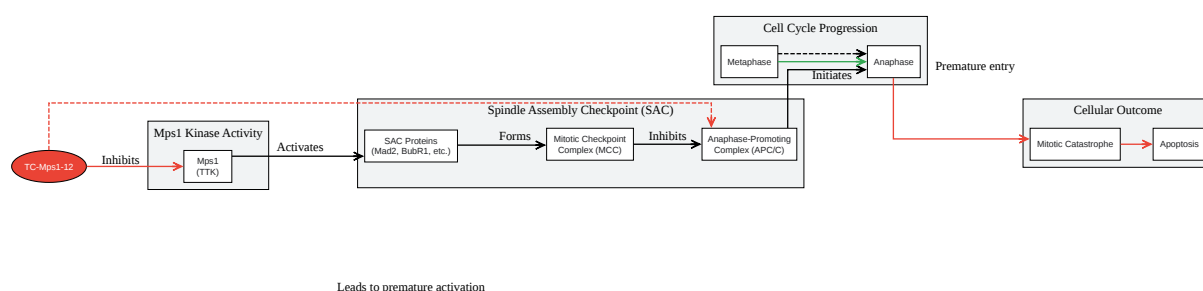 Cell Cycle Progression
Metaphase
Anaphase
Initiates
Premature entry
Spindle Assembly Checkpoint (SAC)
Cellular Outcome
Mps1 Kinase Activity
TC-Mps1-12
Inhibits
Mps1
(TTK)
Activates
SAC Proteins
(Mad2, BubR1, etc.)
Forms
Mitotic Checkpoint
Complex (MCC)
Inhibits
Anaphase-Promoting
Complex (APC/C)
Mitotic Catastrophe
Apoptosis
Leads to premature activation